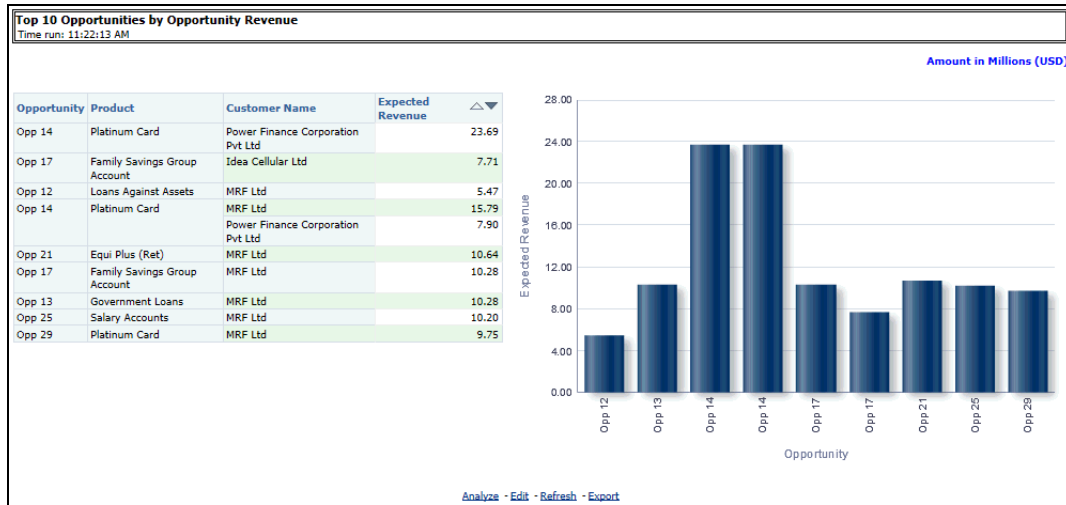 Top 10 Opportunities by Opportunity Revenue
Time run: 11:22:13 AM
Amount in Millions (USD)
Opportunity Product Customer Name Expected Revenue
Opp 14 Platinum Card Power Finance Corporation Pvt Ltd 23.69
Opp 17 Family Savings Group Account Idea Cellular Ltd 7.71
Opp 12 Loans Against Assets MRF Ltd 5.47
Opp 14 Platinum Card MRF Ltd 15.79
Power Finance Corporation Pvt Ltd 7.90
Opp 21 Equi Plus (Ret) MRF Ltd 10.64
Opp 17 Family Savings Group Account MRF Ltd 10.28
Opp 13 Government Loans MRF Ltd 10.28
Opp 25 Salary Accounts MRF Ltd 10.20
Opp 29 Platinum Card MRF Ltd 9.75
Expected Revenue
28.00
24.00
20.00
16.00
12.00
8.00
4.00
0.00
Opp 12
Opp 13
Opp 14
Opp 14
Opp 17
Opp 17
Opp 21
Opp 25
Opp 29
Opportunity
Analyze - Edit - Refresh - Export